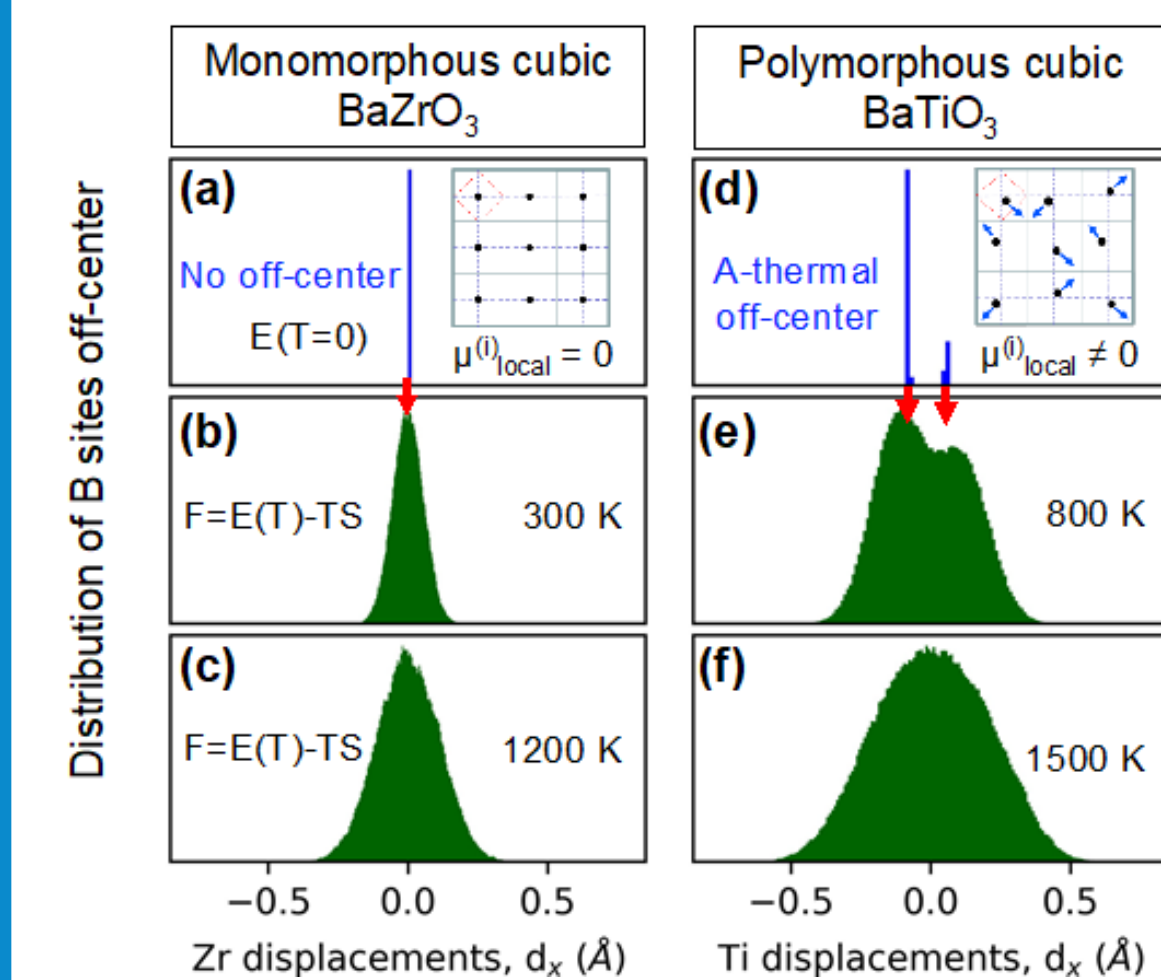 Monomorphous cubic
BaZrO₃
Polymorphous cubic
BaTiO₃
Distribution of B sites off-center
(a)
No off-center
E(T=0)
μ⁽ⁱ⁾local = 0
(d)
A-thermal
off-center
μ⁽ⁱ⁾local ≠ 0
(b)
F=E(T)-TS
300 K
(e)
800 K
(c)
F=E(T)-TS
1200 K
(f)
1500 K
−0.5 0.0 0.5
−0.5 0.0 0.5
Zr displacements, dₓ (Å)
Ti displacements, dₓ (Å)